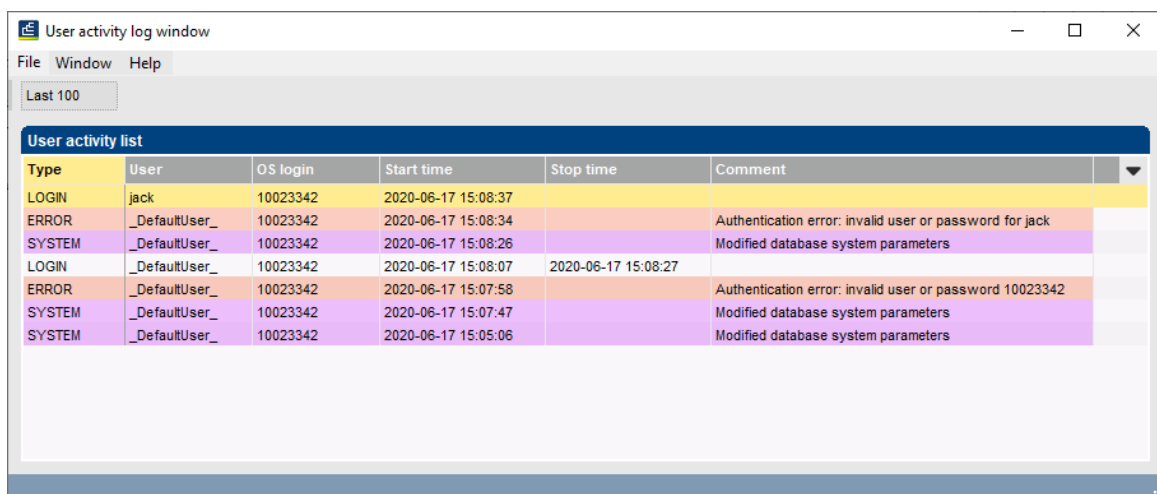 User activity log window
File Window Help
Last 100
User activity list
Type User OS login Start time Stop time Comment
LOGIN jack 10023342 2020-06-17 15:08:37
ERROR _DefaultUser_ 10023342 2020-06-17 15:08:34 Authentication error: invalid user or password for jack
SYSTEM _DefaultUser_ 10023342 2020-06-17 15:08:26 Modified database system parameters
LOGIN _DefaultUser_ 10023342 2020-06-17 15:08:07 2020-06-17 15:08:27
ERROR _DefaultUser_ 10023342 2020-06-17 15:07:58 Authentication error: invalid user or password 10023342
SYSTEM _DefaultUser_ 10023342 2020-06-17 15:07:47 Modified database system parameters
SYSTEM _DefaultUser_ 10023342 2020-06-17 15:05:06 Modified database system parameters